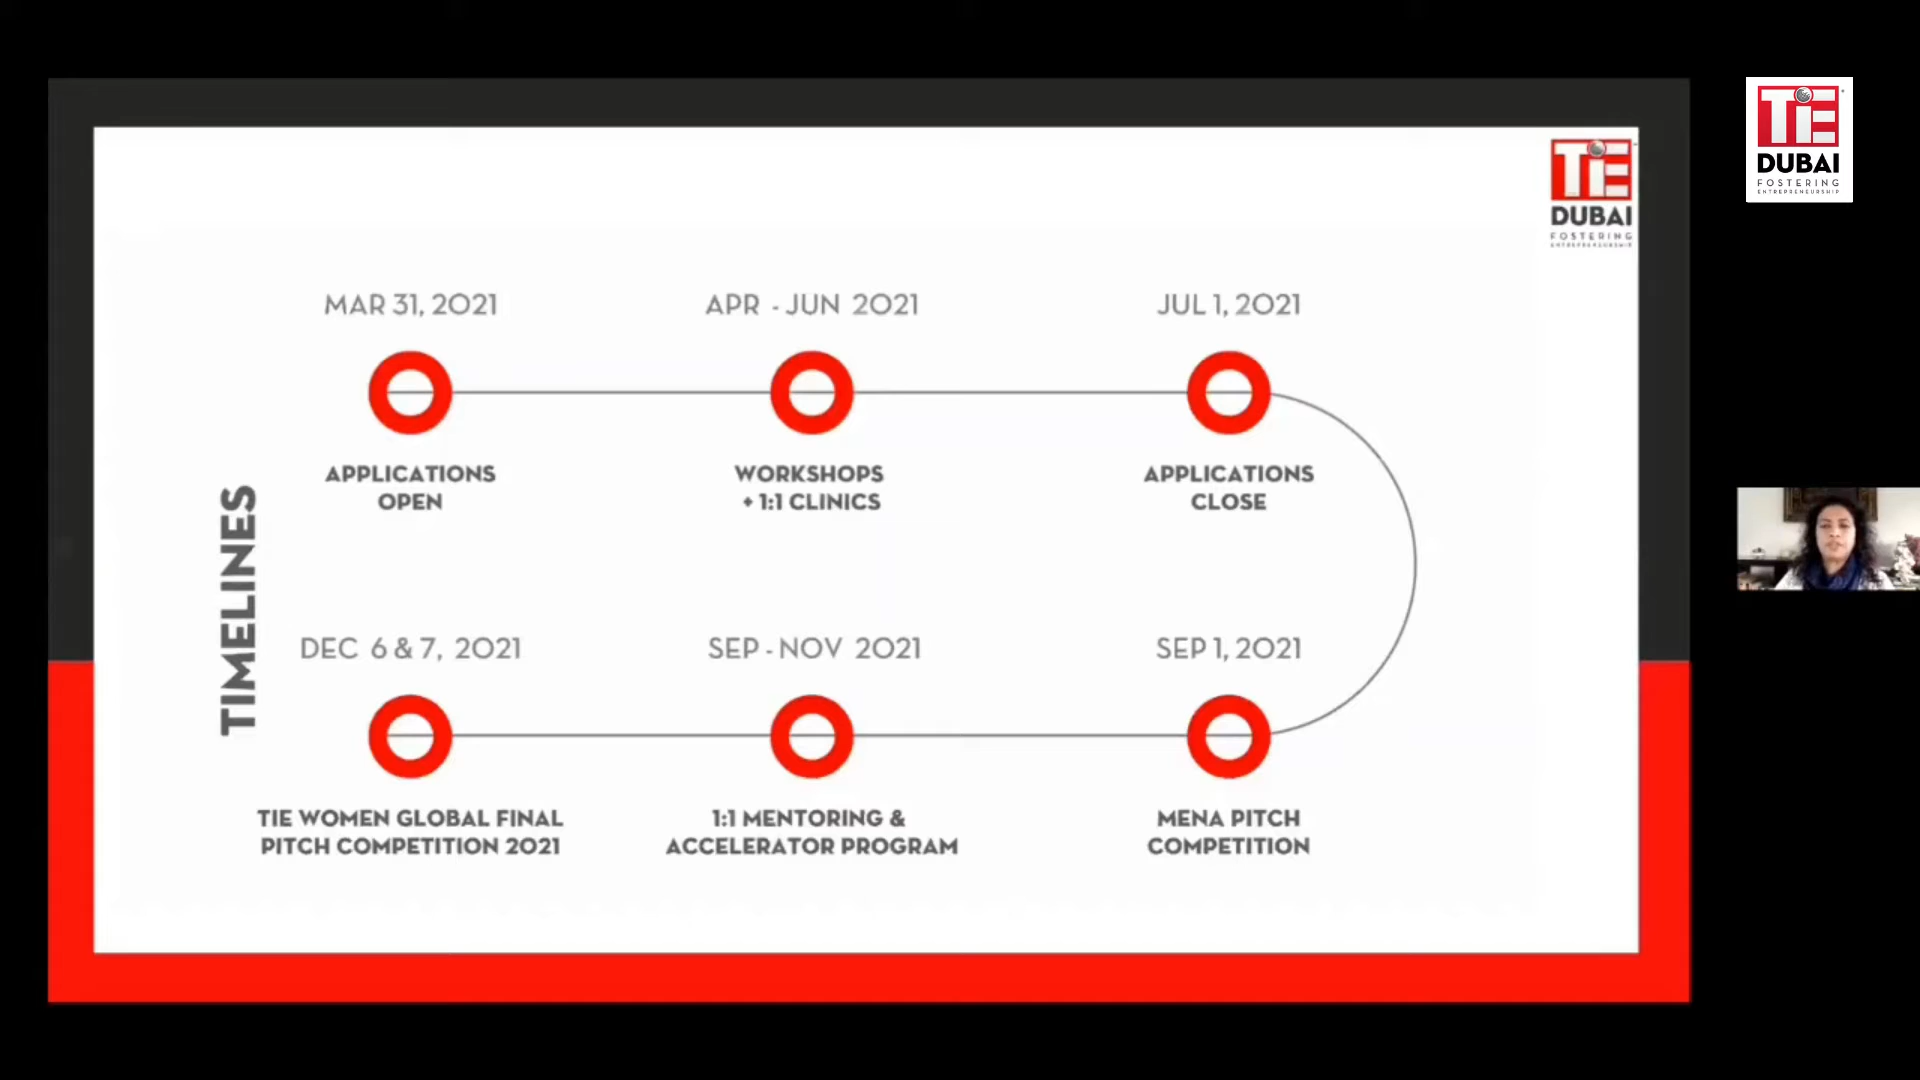 TiE
DUBAI
FOSTERING
ENTREPRENEURSHIP
TiE
DUBAI
FOSTERING
ENTREPRENEURSHIP
TIMELINES
MAR 31, 2021
APPLICATIONS
OPEN
APR - JUN 2021
WORKSHOPS
+ 1:1 CLINICS
JUL 1, 2021
APPLICATIONS
CLOSE
SEP 1, 2021
MENA PITCH
COMPETITION
SEP - NOV 2021
1:1 MENTORING &
ACCELERATOR PROGRAM
DEC 6 & 7, 2021
TIE WOMEN GLOBAL FINAL
PITCH COMPETITION 2021